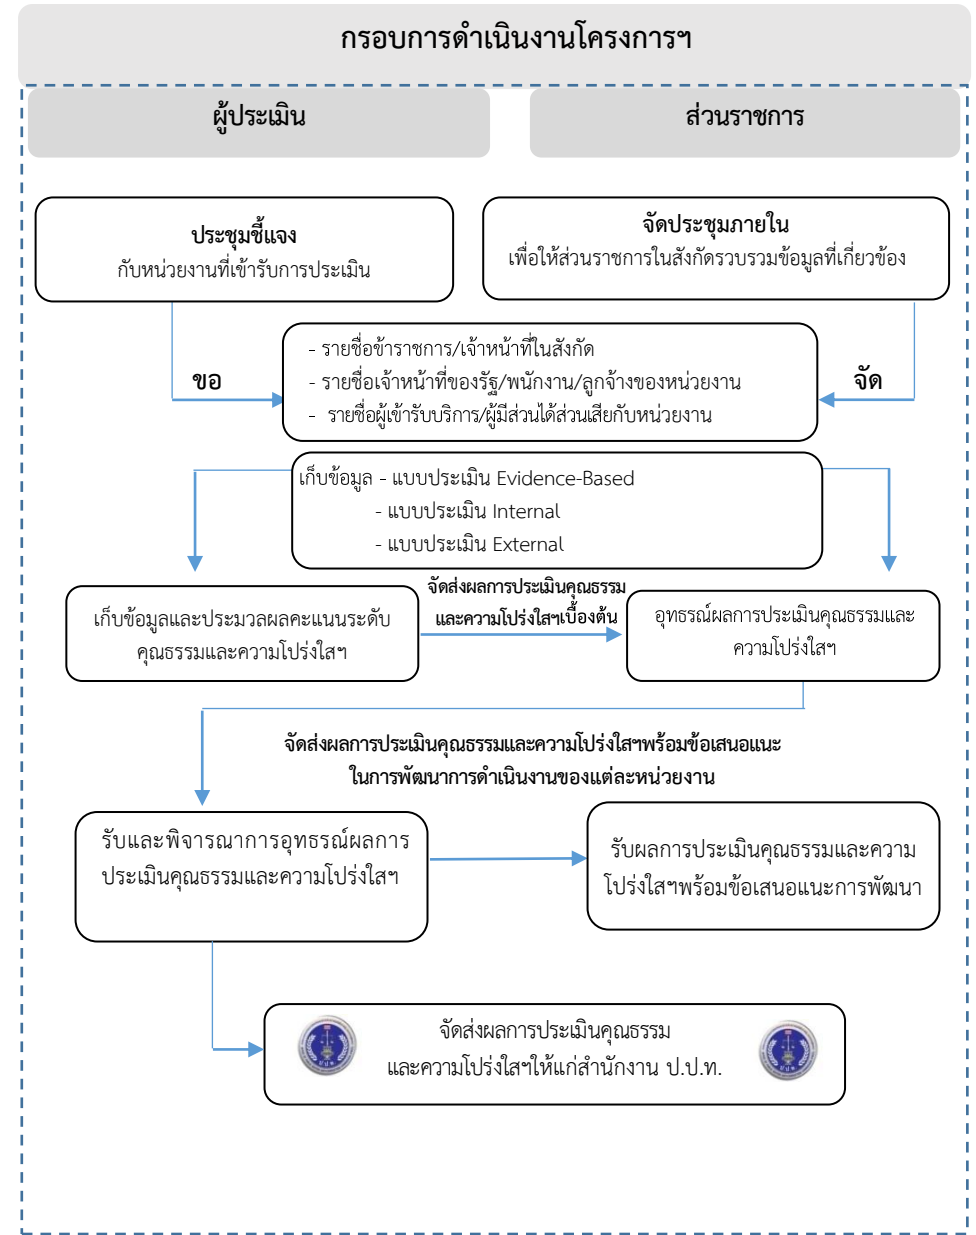 กรอบการดำเนินงานโครงการฯ
ผู้ประเมิน
ส่วนราชการ
ประชุมชี้แจง
กับหน่วยงานที่เข้ารับการประเมิน
จัดประชุมภายใน
เพื่อให้ส่วนราชการในสังกัดรวบรวมข้อมูลที่เกี่ยวข้อง
ขอ
- รายชื่อข้าราชการ/เจ้าหน้าที่ในสังกัด
- รายชื่อเจ้าหน้าที่ของรัฐ/พนักงาน/ลูกจ้างของหน่วยงาน
- รายชื่อผู้เข้ารับบริการ/ผู้มีส่วนได้ส่วนเสียกับหน่วยงาน
จัด
เก็บข้อมูล - แบบประเมิน Evidence-Based
- แบบประเมิน Internal
- แบบประเมิน External
เก็บข้อมูลและประมวลผลคะแนนระดับ
คุณธรรมและความโปร่งใสฯ
จัดส่งผลการประเมินคุณธรรม
และความโปร่งใสฯเบื้องต้น
อุทธรณ์ผลการประเมินคุณธรรมและ
ความโปร่งใสฯ
จัดส่งผลการประเมินคุณธรรมและความโปร่งใสฯพร้อมข้อเสนอแนะ
ในการพัฒนาการดำเนินงานของแต่ละหน่วยงาน
รับและพิจารณาการอุทธรณ์ผลการ
ประเมินคุณธรรมและความโปร่งใสฯ
รับผลการประเมินคุณธรรมและความ
โปร่งใสฯพร้อมข้อเสนอแนะการพัฒนา
จัดส่งผลการประเมินคุณธรรม
และความโปร่งใสฯให้แก่สำนักงาน ป.ป.ท.